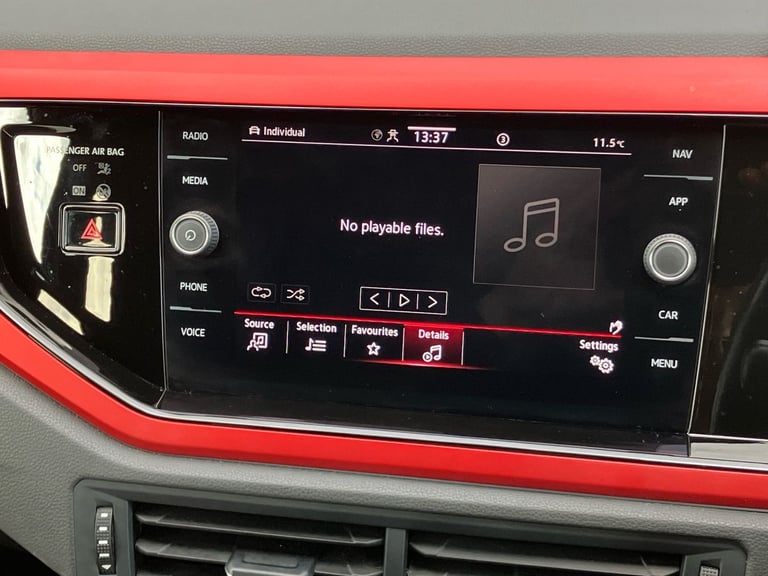 PASSENGER AIR BAG
OFF
ON
RADIO
MEDIA
PHONE
VOICE
Individual
13:37
3
11.5°C
No playable files.
Source
Selection
Favourites
Details
Settings
NAV
APP
CAR
MENU